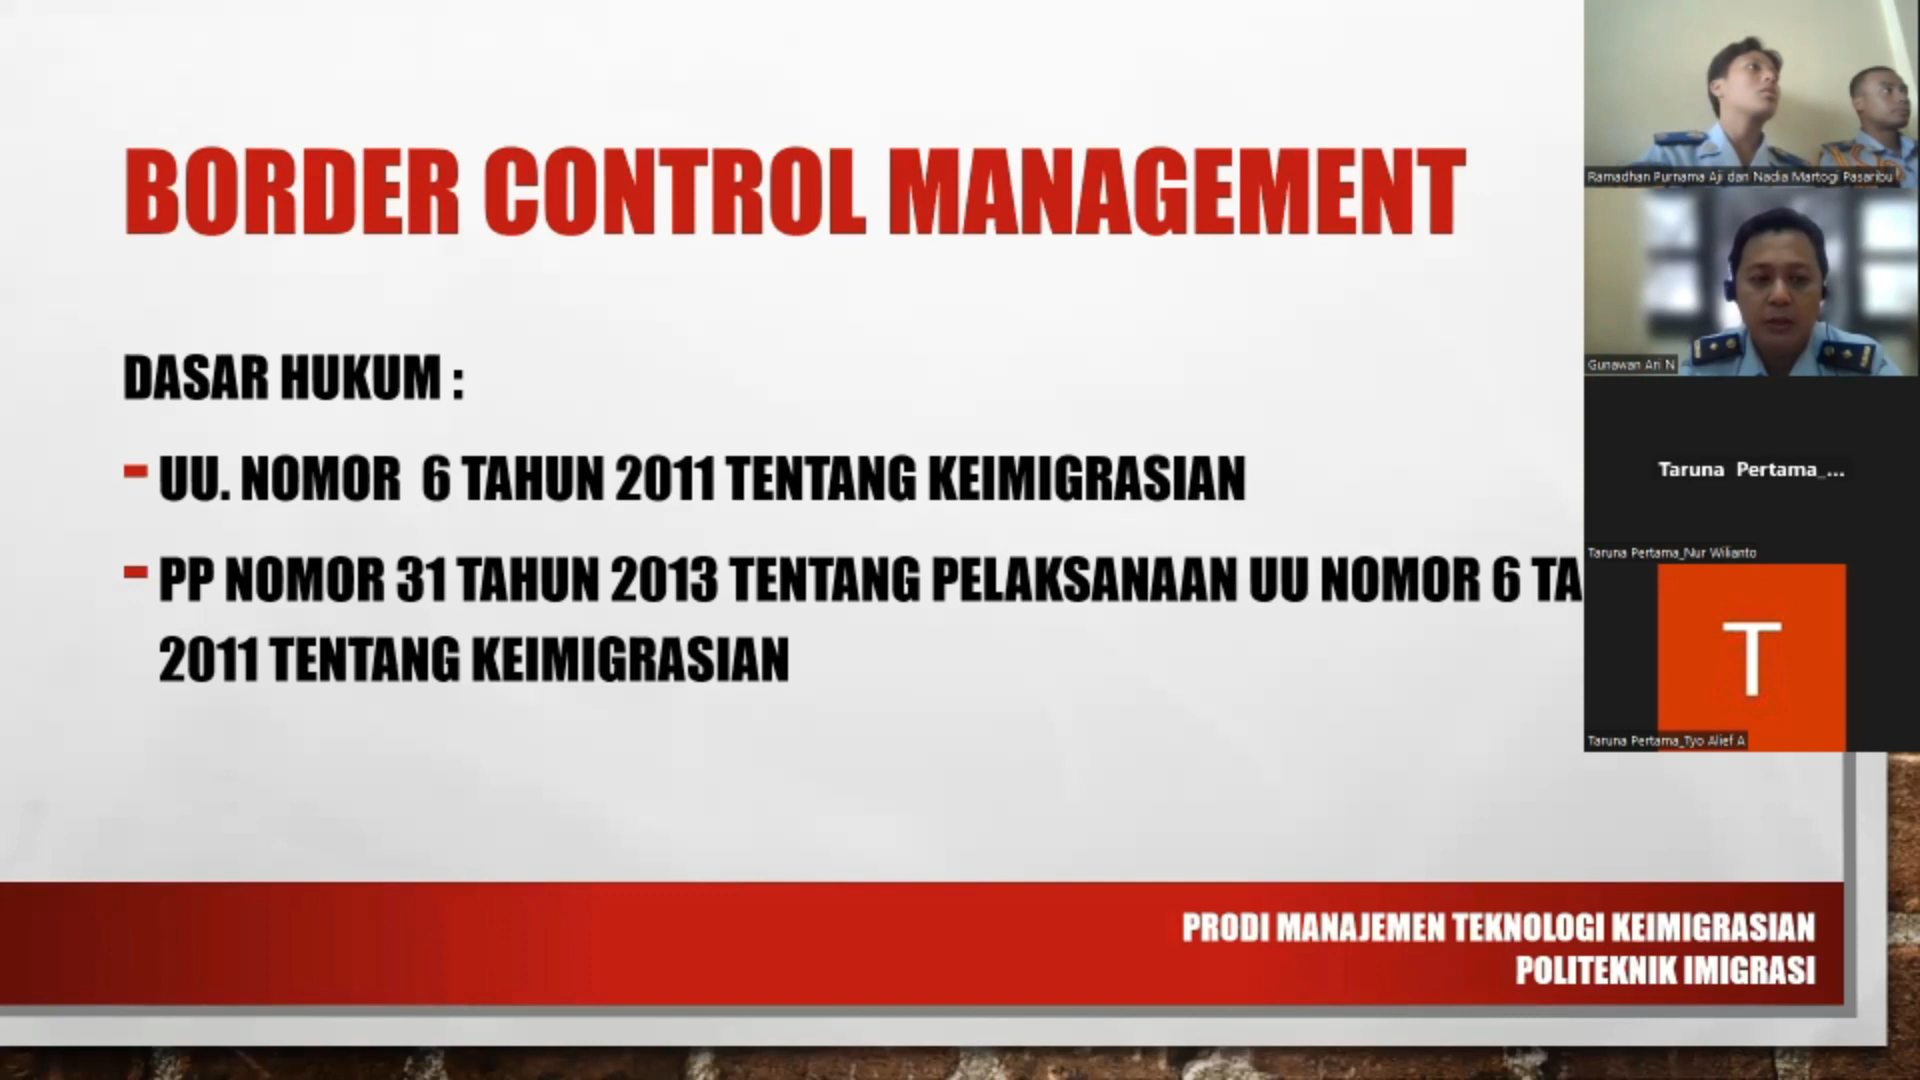 BORDER CONTROL MANAGEMENT
DASAR HUKUM :
- UU. NOMOR 6 TAHUN 2011 TENTANG KEIMIGRASIAN
- PP NOMOR 31 TAHUN 2013 TENTANG PELAKSANAAN UU NOMOR 6 TA
2011 TENTANG KEIMIGRASIAN
PRODI MANAJEMEN TEKNOLOGI KEIMIGRASIAN
POLITEKNIK IMIGRASI
Ramadhan Purnama Aji dan Nadia Martogi Pasaribu
Gunawan Ari N
Taruna Pertama_...
Taruna Pertama_Nur Wilianto
T
Taruna Pertama_Tyo Alief A